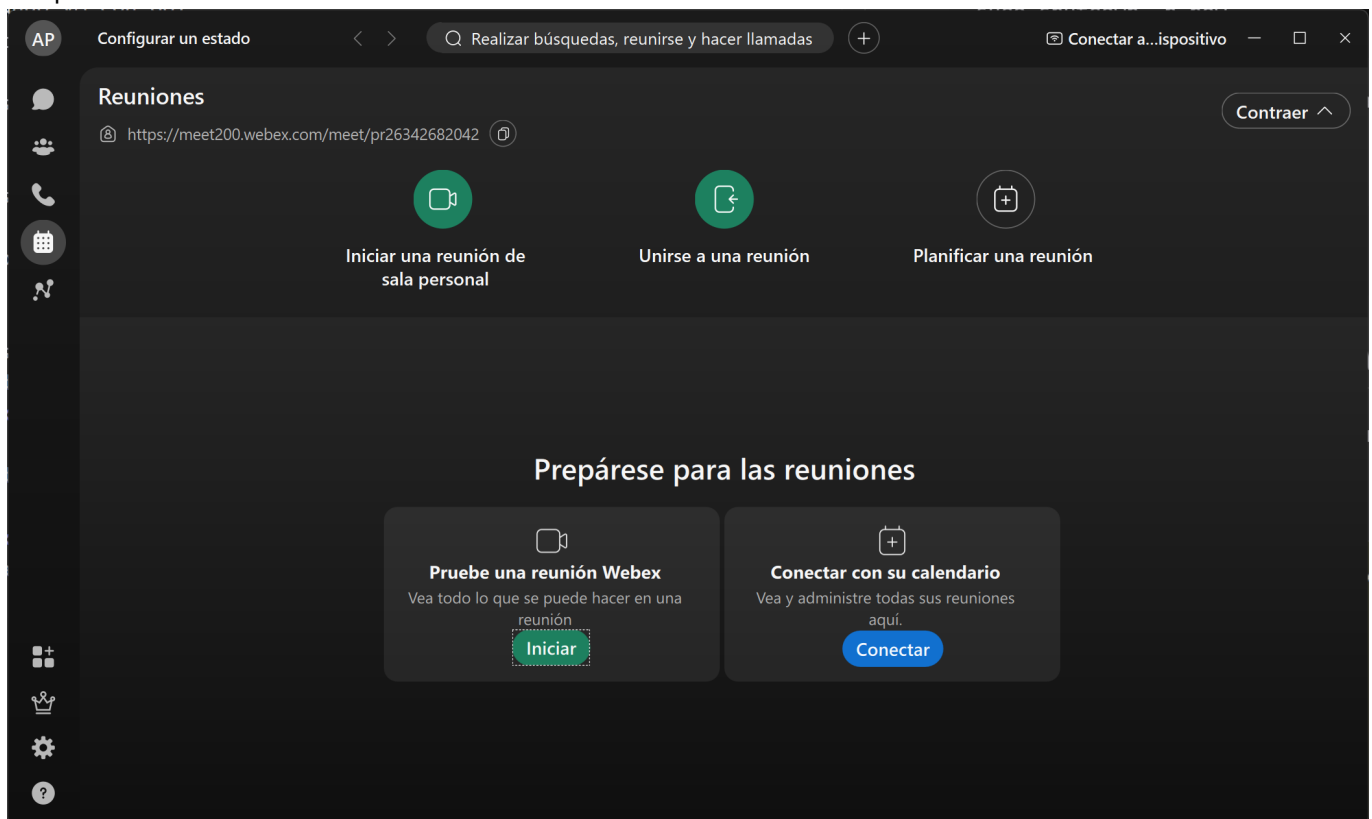 AP
Configurar un estado
Realizar búsquedas, reunirse y hacer llamadas
Conectar a...ispositivo
Reuniones
Contraer
https://meet200.webex.com/meet/pr26342682042
Iniciar una reunión de
sala personal
Unirse a una reunión
Planificar una reunión
Prepárese para las reuniones
Pruebe una reunión Webex
Vea todo lo que se puede hacer en una
reunión
Iniciar
Conectar con su calendario
Vea y administre todas sus reuniones
aquí.
Conectar